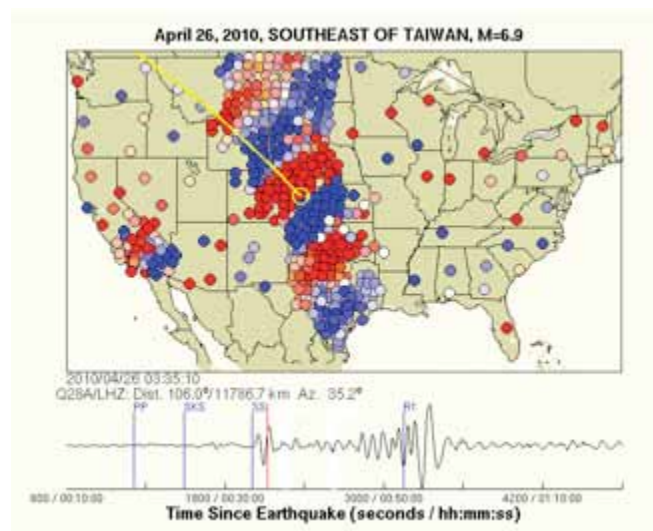 April 26, 2010, SOUTHEAST OF TAIWAN, M=6.9
2010/04/26 03:35:10
Q28A/LHZ: Dist. 106.0°/11786.7 km Az. 35.2°
PP SKS SS R1
600 / 00:10:00 1800 / 00:30:00 3000 / 00:50:00 4200 / 01:10:00
Time Since Earthquake (seconds / hh:mm:ss)